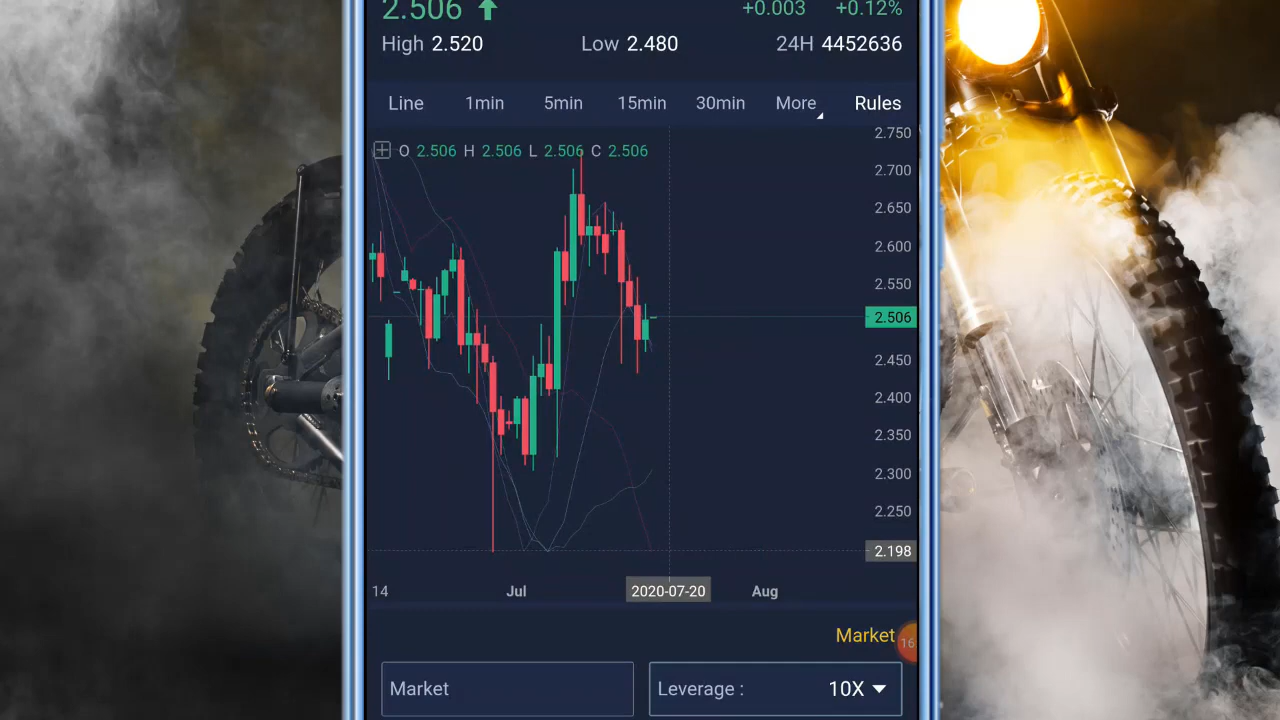 2.506 +0.003 +0.12%
High 2.520 Low 2.480 24H 4452636
Line 1min 5min 15min 30min More Rules
O 2.506 H 2.506 L 2.506 C 2.506
2.750
2.700
2.650
2.600
2.550
2.506
2.450
2.400
2.350
2.300
2.250
2.198
14 Jul 2020-07-20 Aug
Market
16
Market Leverage : 10X